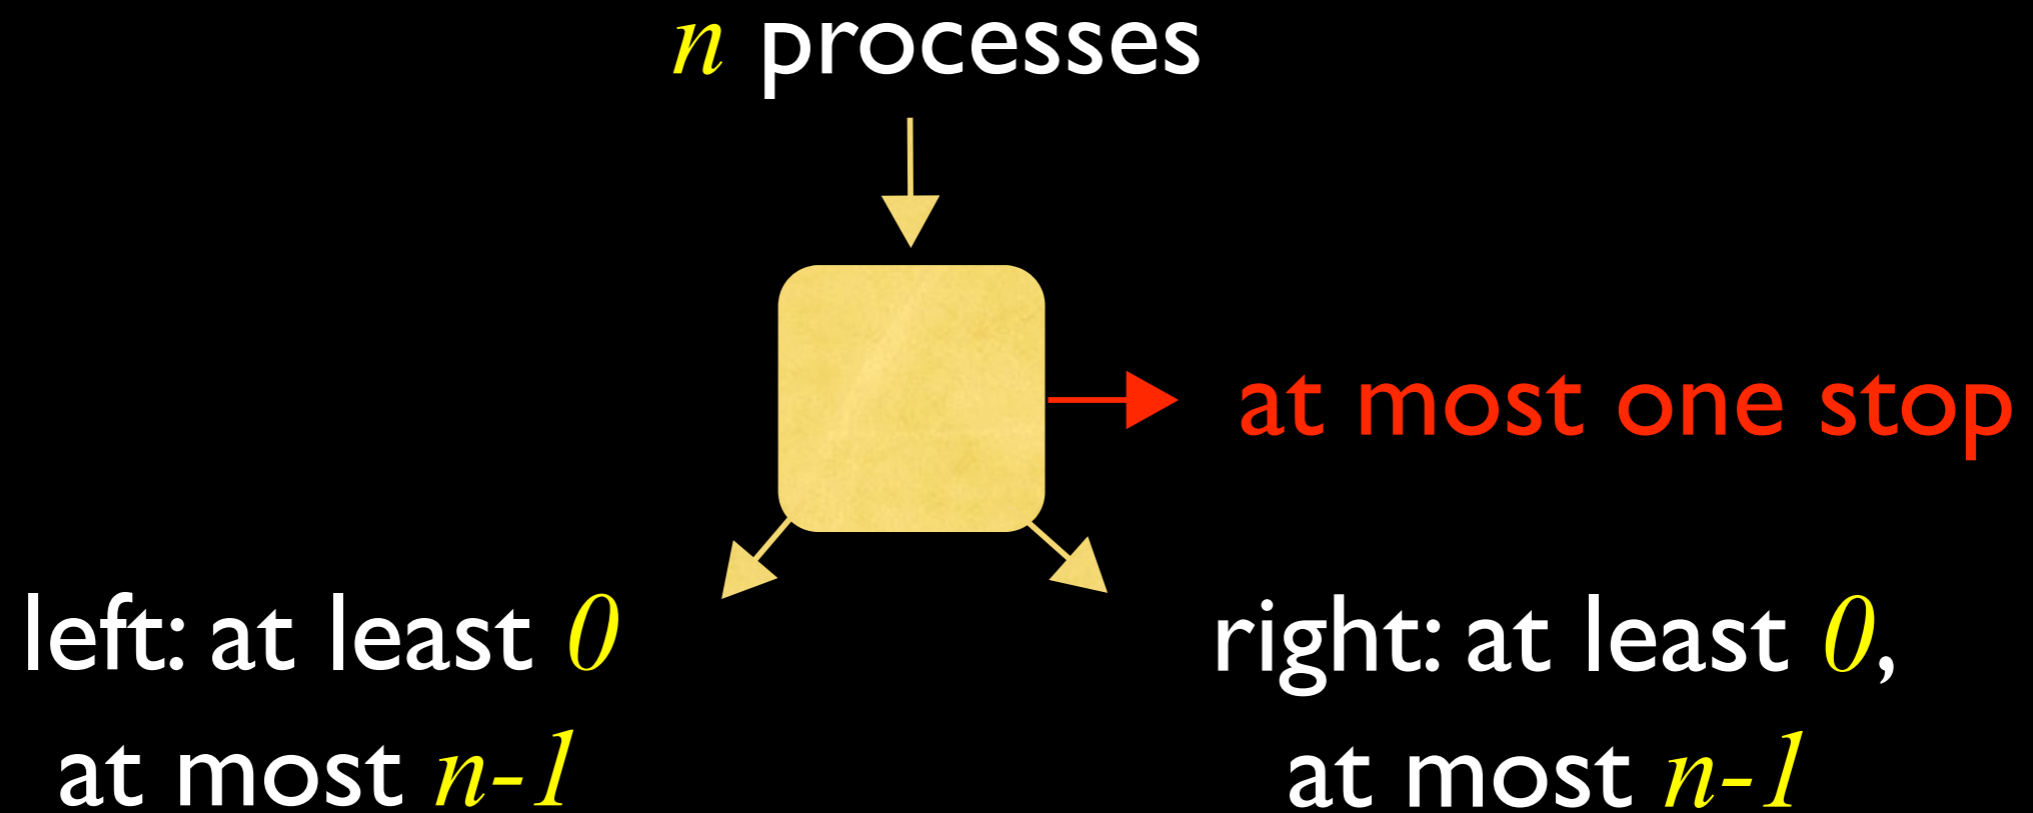 n processes
at most one stop
left: at least 0
at most n-1
right: at least 0,
at most n-1